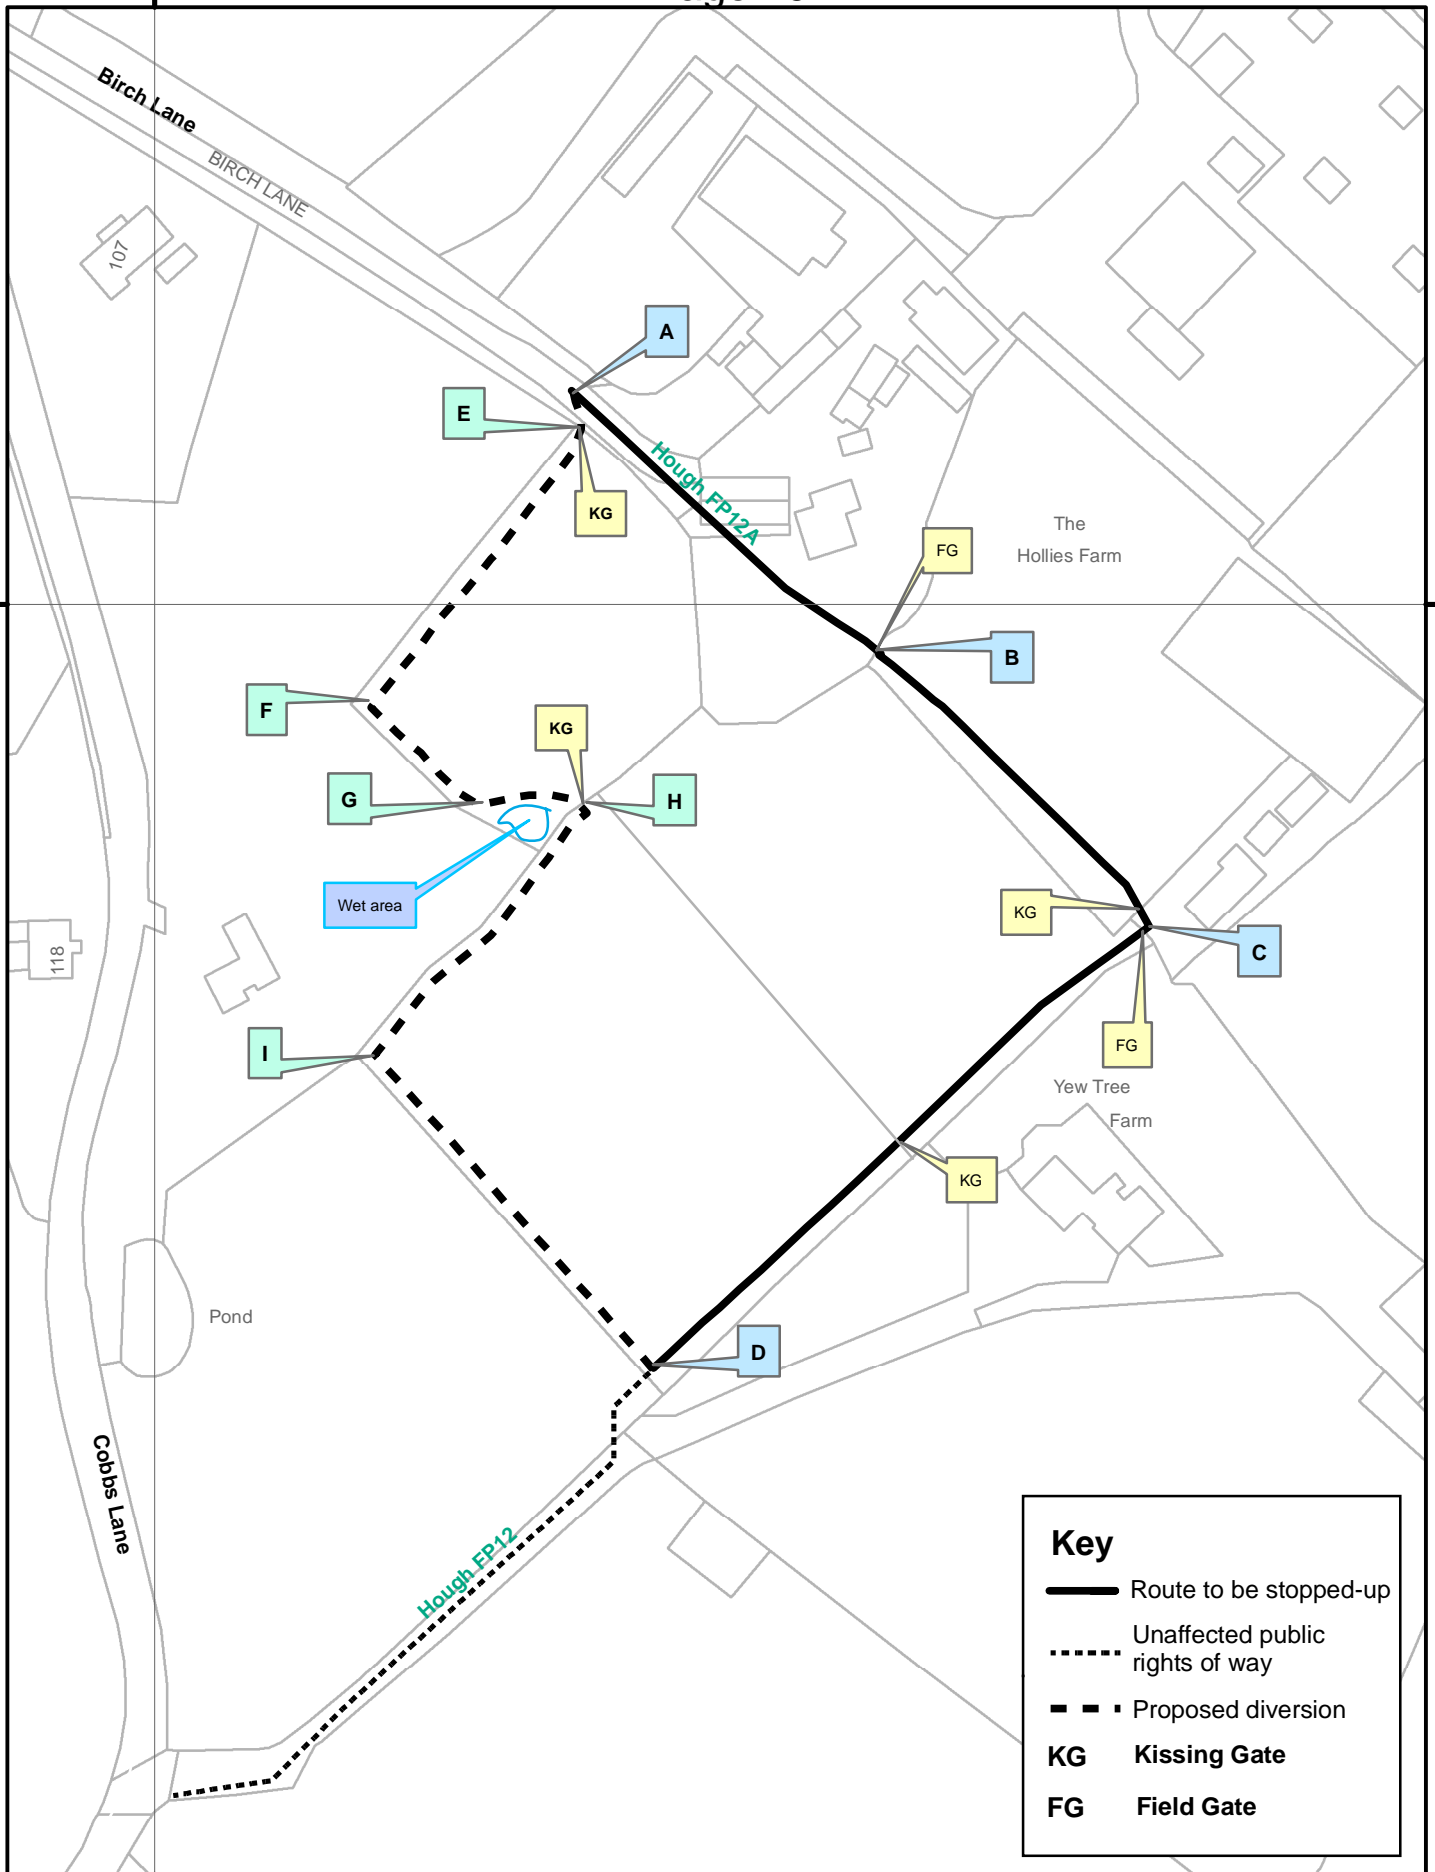 Birch Lane
BIRCH LANE
107
A
E
KG
Hough FP12A
The
Hollies Farm
FG
B
F
KG
G
H
Wet area
KG
C
118
I
FG
Yew Tree
Farm
KG
Pond
D
Cobbs Lane
Hough FP12
Key
Route to be stopped-up
Unaffected public
rights of way
Proposed diversion
KG Kissing Gate
FG Field Gate